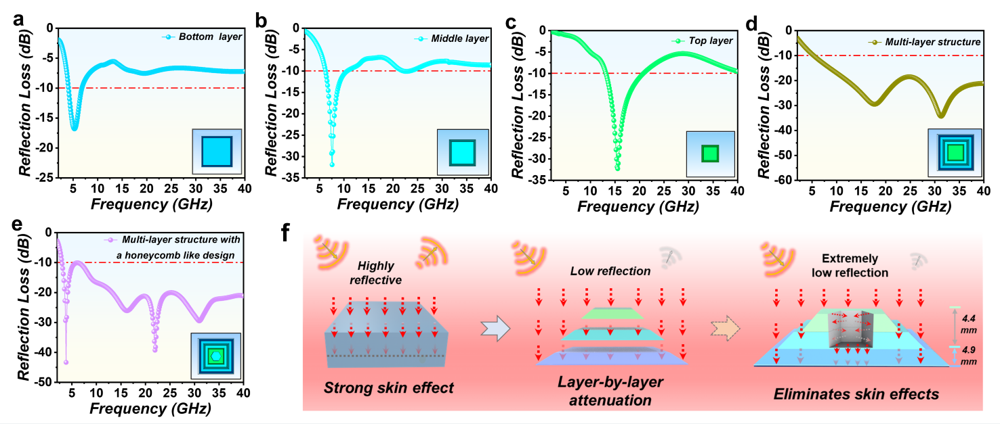 a
Bottom layer
0
-5
-10
-15
-20
-25
Reflection Loss (dB)
5 10 15 20 25 30 35 40
Frequency (GHz)
b
Middle layer
0
-5
-10
-15
-20
-25
-30
-35
Reflection Loss (dB)
5 10 15 20 25 30 35 40
Frequency (GHz)
c
Top layer
0
-5
-10
-15
-20
-25
-30
-35
Reflection Loss (dB)
5 10 15 20 25 30 35 40
Frequency (GHz)
d
Multi-layer structure
0
-10
-20
-30
-40
-50
-60
Reflection Loss (dB)
5 10 15 20 25 30 35 40
Frequency (GHz)
e
Multi-layer structure with
a honeycomb like design
0
-10
-20
-30
-40
-50
Reflection Loss (dB)
5 10 15 20 25 30 35 40
Frequency (GHz)
f
Highly
reflective
Strong skin effect
Low reflection
Layer-by-layer
attenuation
Extremely
low reflection
4.4
mm
4.9
mm
Eliminates skin effects